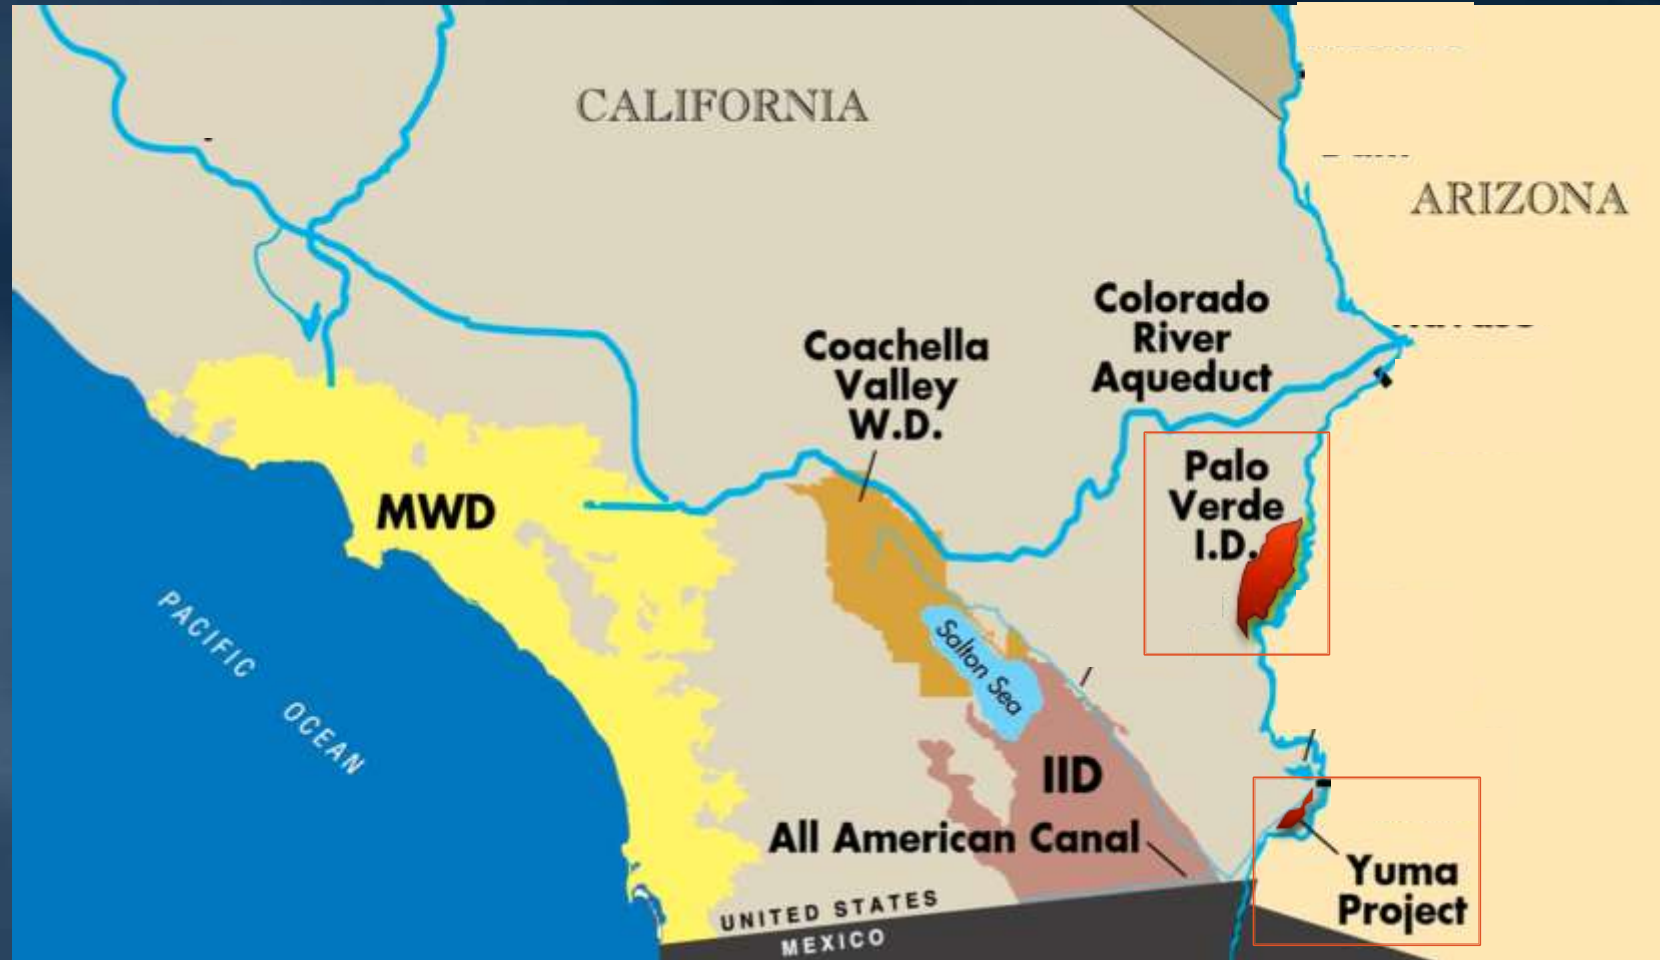 CALIFORNIA
ARIZONA
Colorado
River
Aqueduct
Coachella
Valley
W.D.
Palo
Verde
I.D.
MWD
PACIFIC OCEAN
Salton Sea
IID
All American Canal
Yuma
Project
UNITED STATES
MEXICO